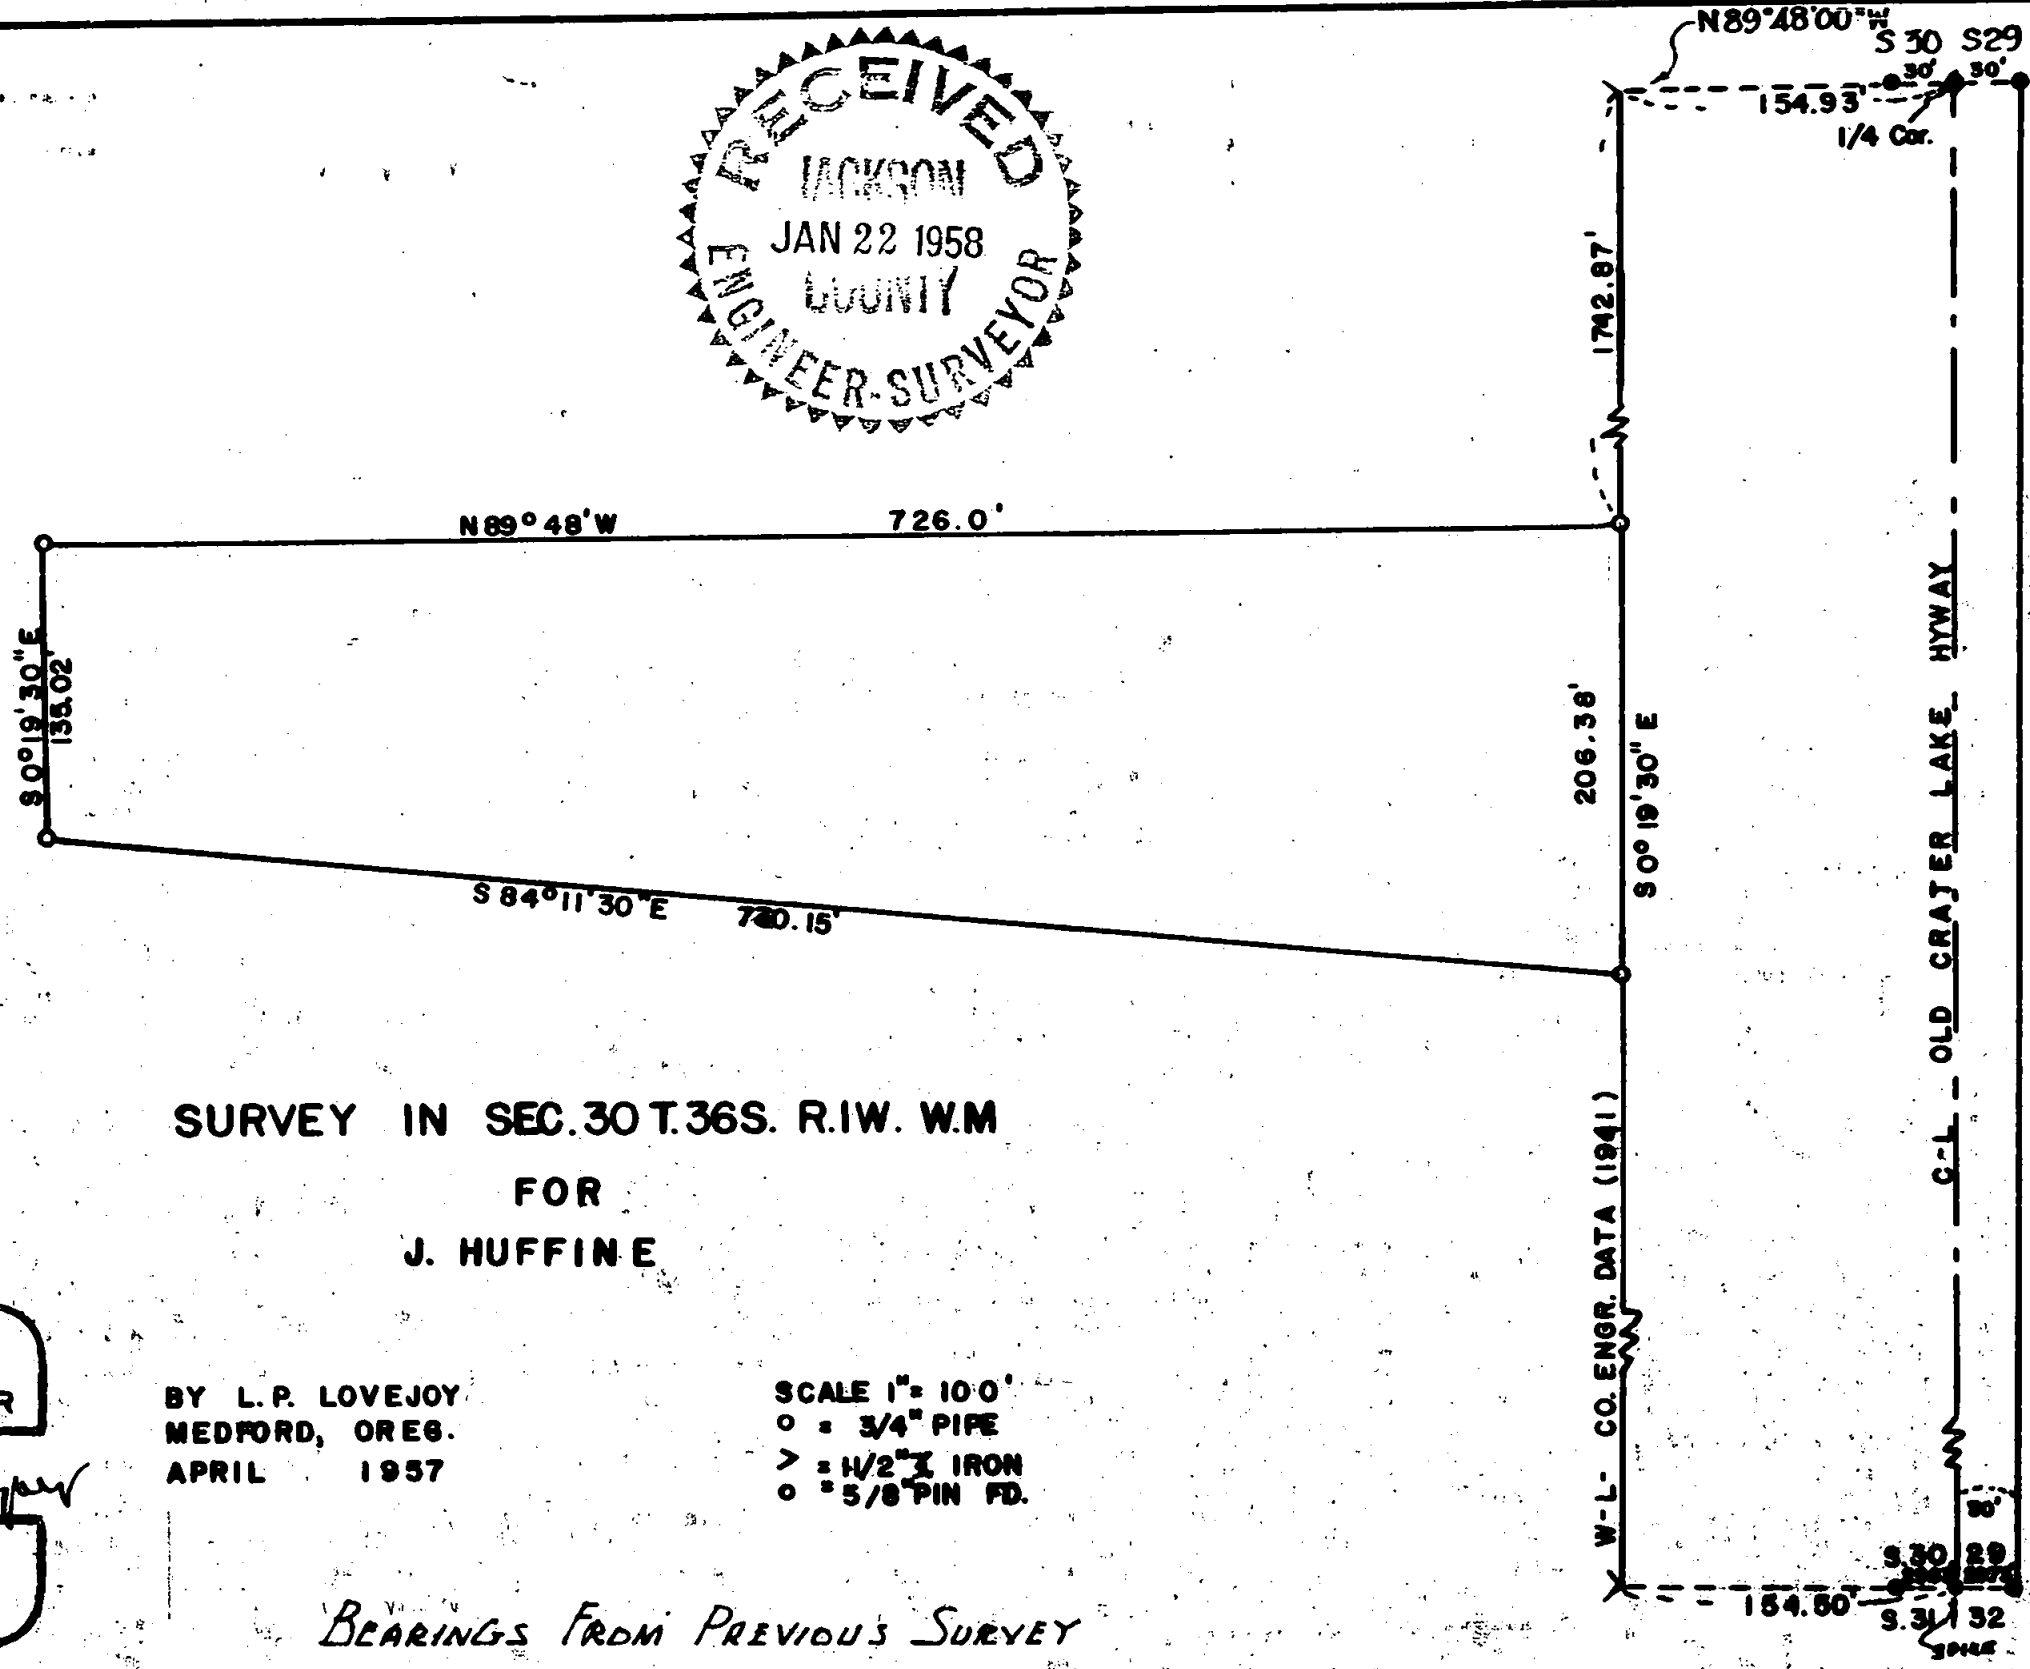 N89°48'00"W
S 30 S29
30' 30'
154.93'
1/4 Cor.
RECEIVED
JACKSON
JAN 22 1958
COUNTY
ENGINEER-SURVEYOR
1742.87'
N 89° 48' W 726.0'
S 0° 19' 30" E
135.02'
206.38'
S 0° 19' 30" E
S 84° 11' 30" E .15'
C-L OLD CRATER LAKE HYWAY
W-L- CO. ENGR. DATA (1941)
SURVEY IN SEC. 30 T. 36S. R. 1W. W.M
FOR
J. HUFFINE
BY L. P. LOVEJOY
MEDFORD, OREG.
APRIL 1957
SCALE 1" = 100'
o = 3/4" PIPE
> = 1 1/2" IRON
o = 5/8" PIN FD.
R
30'
S. 30 29
154.50'
S. 31 32
SPIKE
BEARINGS FROM PREVIOUS SURVEY